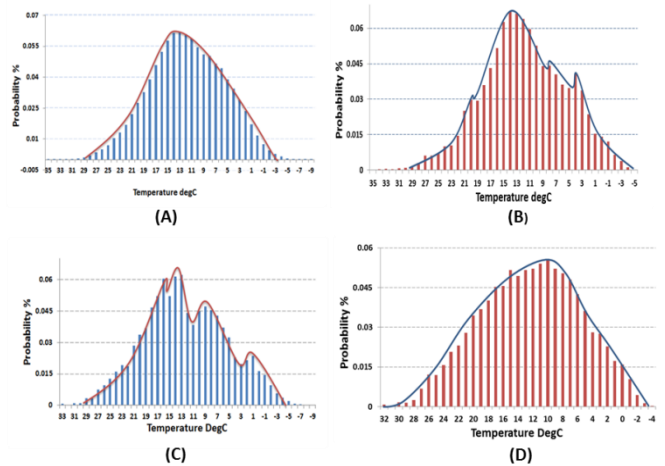 0.07
0.055
0.04
0.025
0.01
-0.005
Probability %
35 33 31 29 27 25 23 21 19 17 15 13 11 9 7 5 3 1 -1 -3 -5 -7 -9
Temperature degC
(A)
0.06
0.045
0.03
0.015
0
Probability %
35 33 31 29 27 25 23 21 19 17 15 13 11 9 7 5 3 1 -1 -3 -5
Temperature degC
(B)
0.06
0.045
0.03
0.015
0
Probability %
33 31 29 27 25 23 21 19 17 15 13 11 9 7 5 3 1 -1 -3 -5 -7 -9
Temperature DegC
(C)
0.06
0.045
0.03
0.015
0
Probability %
32 30 28 26 24 22 20 18 16 14 12 10 8 6 4 2 0 -2 -4
Temperature DegC
(D)